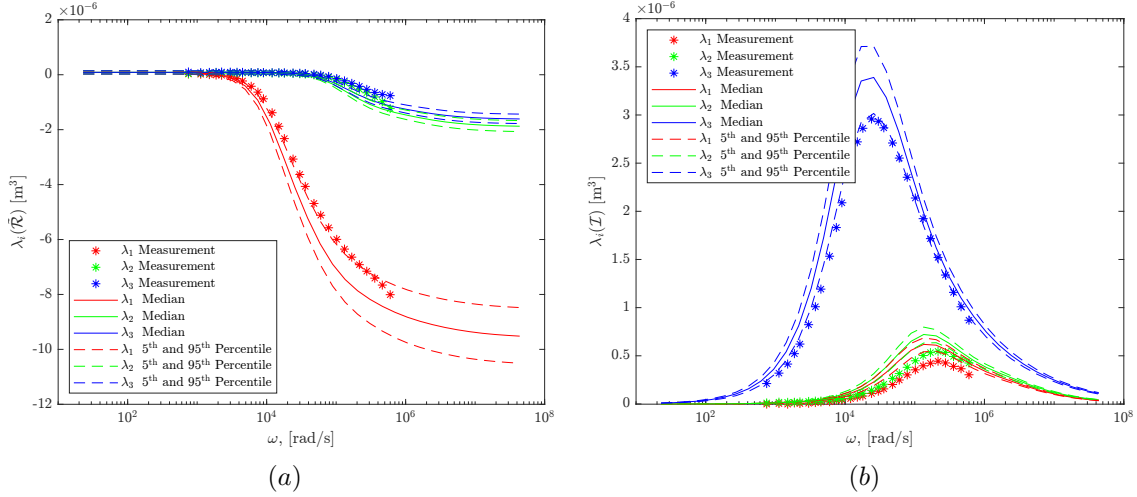 ×10⁻⁶
0
−2
−4
−6
−8
−10
−12
λᵢ(R̃) [m³]
λ₁ Measurement
λ₂ Measurement
λ₃ Measurement
λ₁ Median
λ₂ Median
λ₃ Median
λ₁ 5ᵗʰ and 95ᵗʰ Percentile
λ₂ 5ᵗʰ and 95ᵗʰ Percentile
λ₃ 5ᵗʰ and 95ᵗʰ Percentile
10² 10⁴ 10⁶ 10⁸
ω, [rad/s]
(a)
×10⁻⁶
4
3.5
3
2.5
2
1.5
1
0.5
0
λᵢ(I) [m³]
λ₁ Measurement
λ₂ Measurement
λ₃ Measurement
λ₁ Median
λ₂ Median
λ₃ Median
λ₁ 5ᵗʰ and 95ᵗʰ Percentile
λ₂ 5ᵗʰ and 95ᵗʰ Percentile
λ₃ 5ᵗʰ and 95ᵗʰ Percentile
10² 10⁴ 10⁶ 10⁸
ω, [rad/s]
(b)